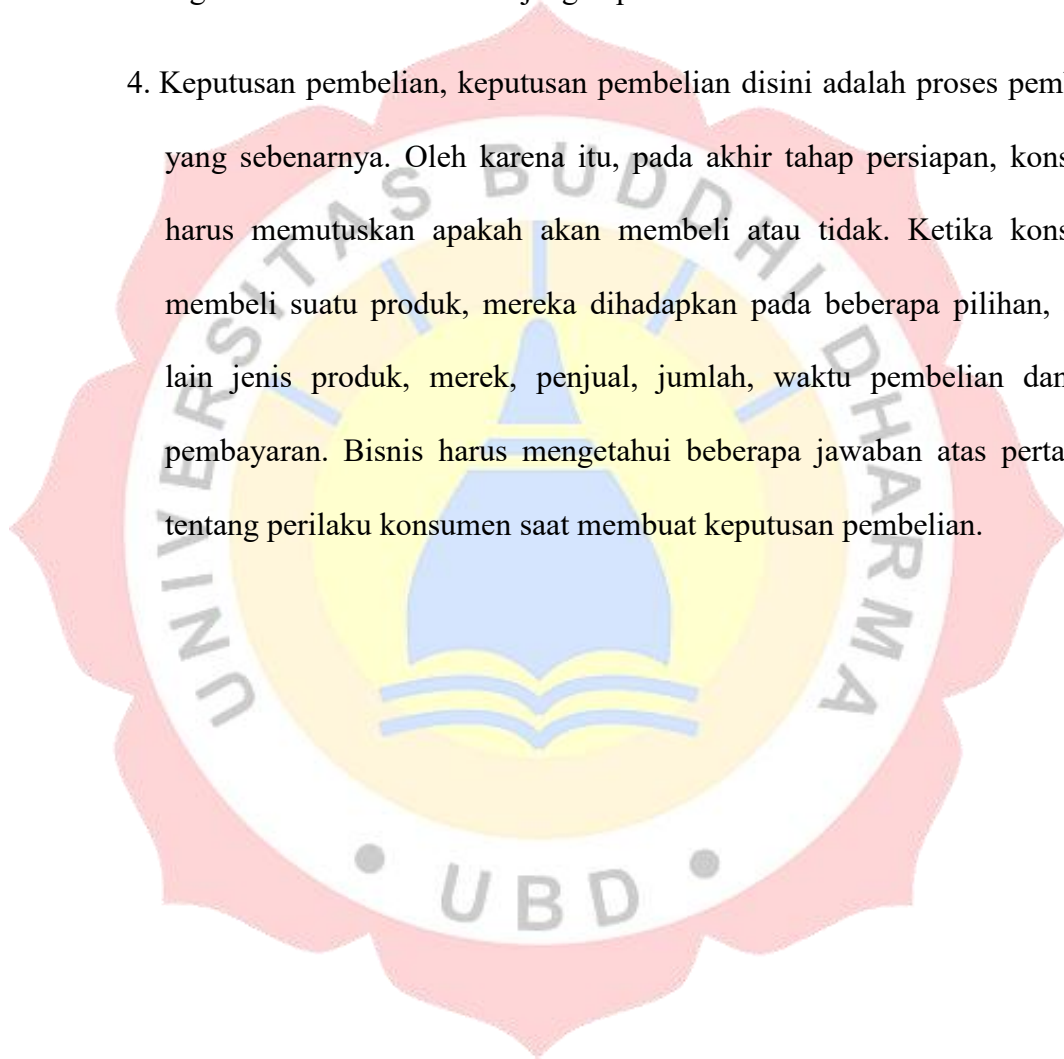 4. Keputusan pembelian, keputusan pembelian disini adalah proses pem
yang sebenarnya. Oleh karena itu, pada akhir tahap persiapan, kons
harus memutuskan apakah akan membeli atau tidak. Ketika kons
membeli suatu produk, mereka dihadapkan pada beberapa pilihan,
lain jenis produk, merek, penjual, jumlah, waktu pembelian dan
pembayaran. Bisnis harus mengetahui beberapa jawaban atas perta
tentang perilaku konsumen saat membuat keputusan pembelian.
UNIVERSITAS BUDDHI DHARMA
• UBD •